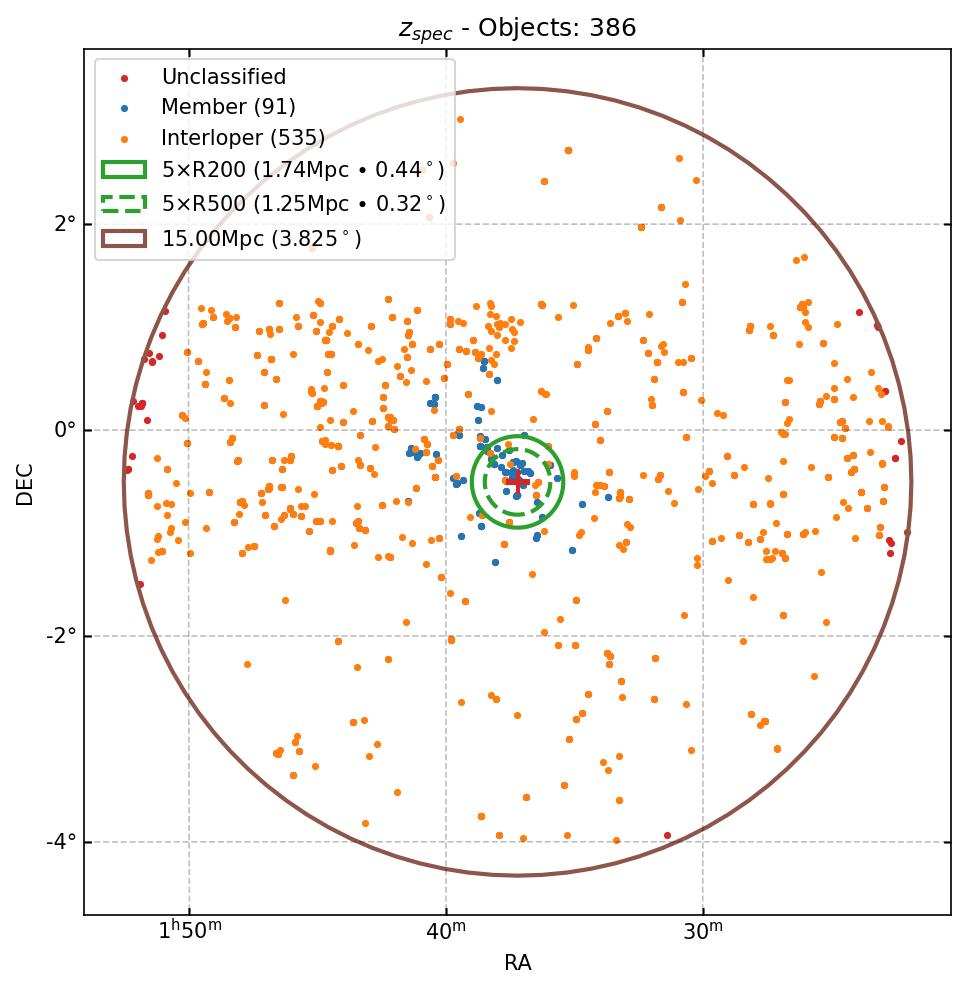 z_spec - Objects: 386
Unclassified
Member (91)
Interloper (535)
5×R200 (1.74Mpc • 0.44°)
5×R500 (1.25Mpc • 0.32°)
15.00Mpc (3.825°)
2°
0°
-2°
-4°
DEC
1ʰ50ᵐ 40ᵐ 30ᵐ
RA